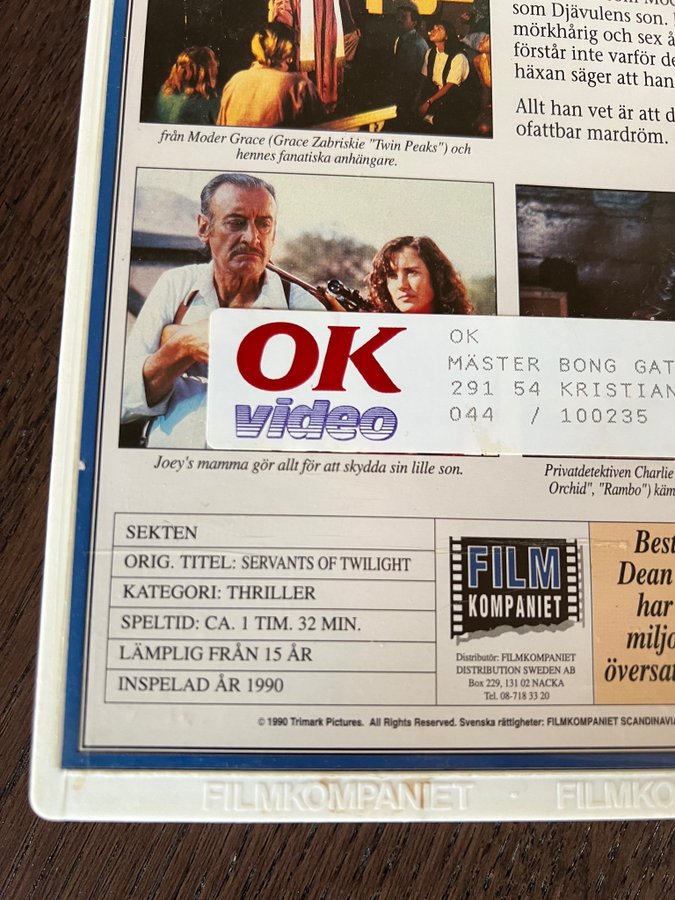 som Djävulens son.
mörkhårig och sex å
förstår inte varför de
häxan säger att han
Allt han vet är att d
ofattbar mardröm.
från Moder Grace (Grace Zabriskie "Twin Peaks") och
hennes fanatiska anhängare.
OK
video
OK
MÄSTER BONG GAT
291 54 KRISTIAN
044 / 100235
Joey's mamma gör allt för att skydda sin lille son.
Privatdetektiven Charlie
Orchid", "Rambo") käm
SEKTEN
ORIG. TITEL: SERVANTS OF TWILIGHT
KATEGORI: THRILLER
SPELTID: CA. 1 TIM. 32 MIN.
LÄMPLIG FRÅN 15 ÅR
INSPELAD ÅR 1990
FILM
KOMPANIET
Distributör: FILMKOMPANIET
DISTRIBUTION SWEDEN AB
Box 229, 131 02 NACKA
Tel. 08-718 33 20
Best
Dean
har
miljo
översat
© 1990 Trimark Pictures. All Rights Reserved. Svenska rättigheter: FILMKOMPANIET SCANDINAVIA
FILMKOMPANIET FILMKO